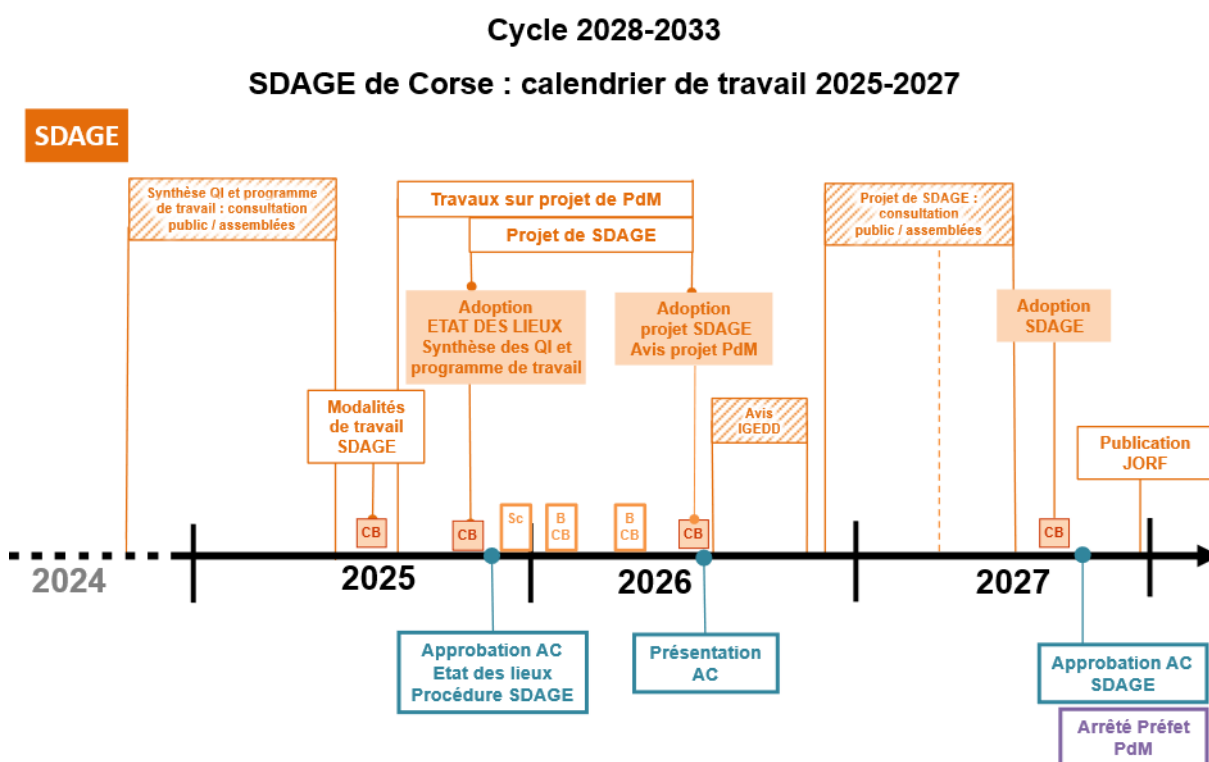 Cycle 2028-2033
SDAGE de Corse : calendrier de travail 2025-2027
SDAGE
Synthèse QI et programme
de travail : consultation
public / assemblées
Travaux sur projet de PdM
Projet de SDAGE
Projet de SDAGE :
consultation
public / assemblées
Adoption
ETAT DES LIEUX
Synthèse des QI et
programme de travail
Adoption
projet SDAGE
Avis projet PdM
Adoption
SDAGE
Modalités
de travail
SDAGE
Avis
IGEDD
Publication
JORF
CB
CB
Sc
B
CB
B
CB
CB
CB
2024
2025
2026
2027
Approbation AC
Etat des lieux
Procédure SDAGE
Présentation
AC
Approbation AC
SDAGE
Arrêté Préfet
PdM